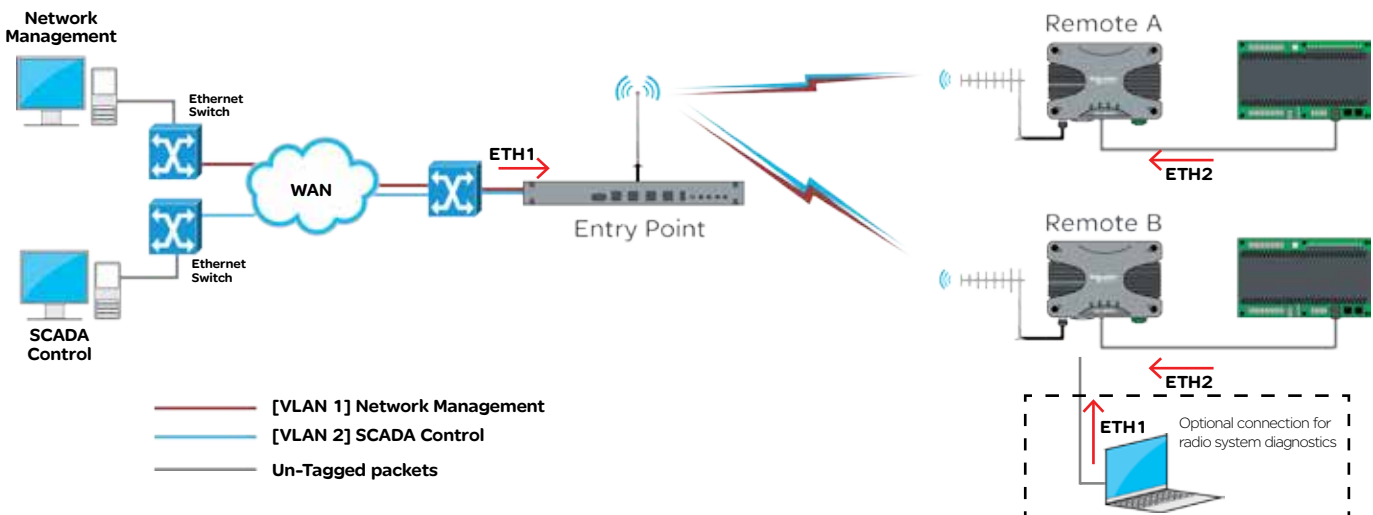 Network
Management
Ethernet
Switch
WAN
ETH1
Entry Point
Remote A
ETH2
Ethernet
Switch
SCADA
Control
Remote B
ETH2
[VLAN 1] Network Management
[VLAN 2] SCADA Control
Un-Tagged packets
ETH1
Optional connection for
radio system diagnostics